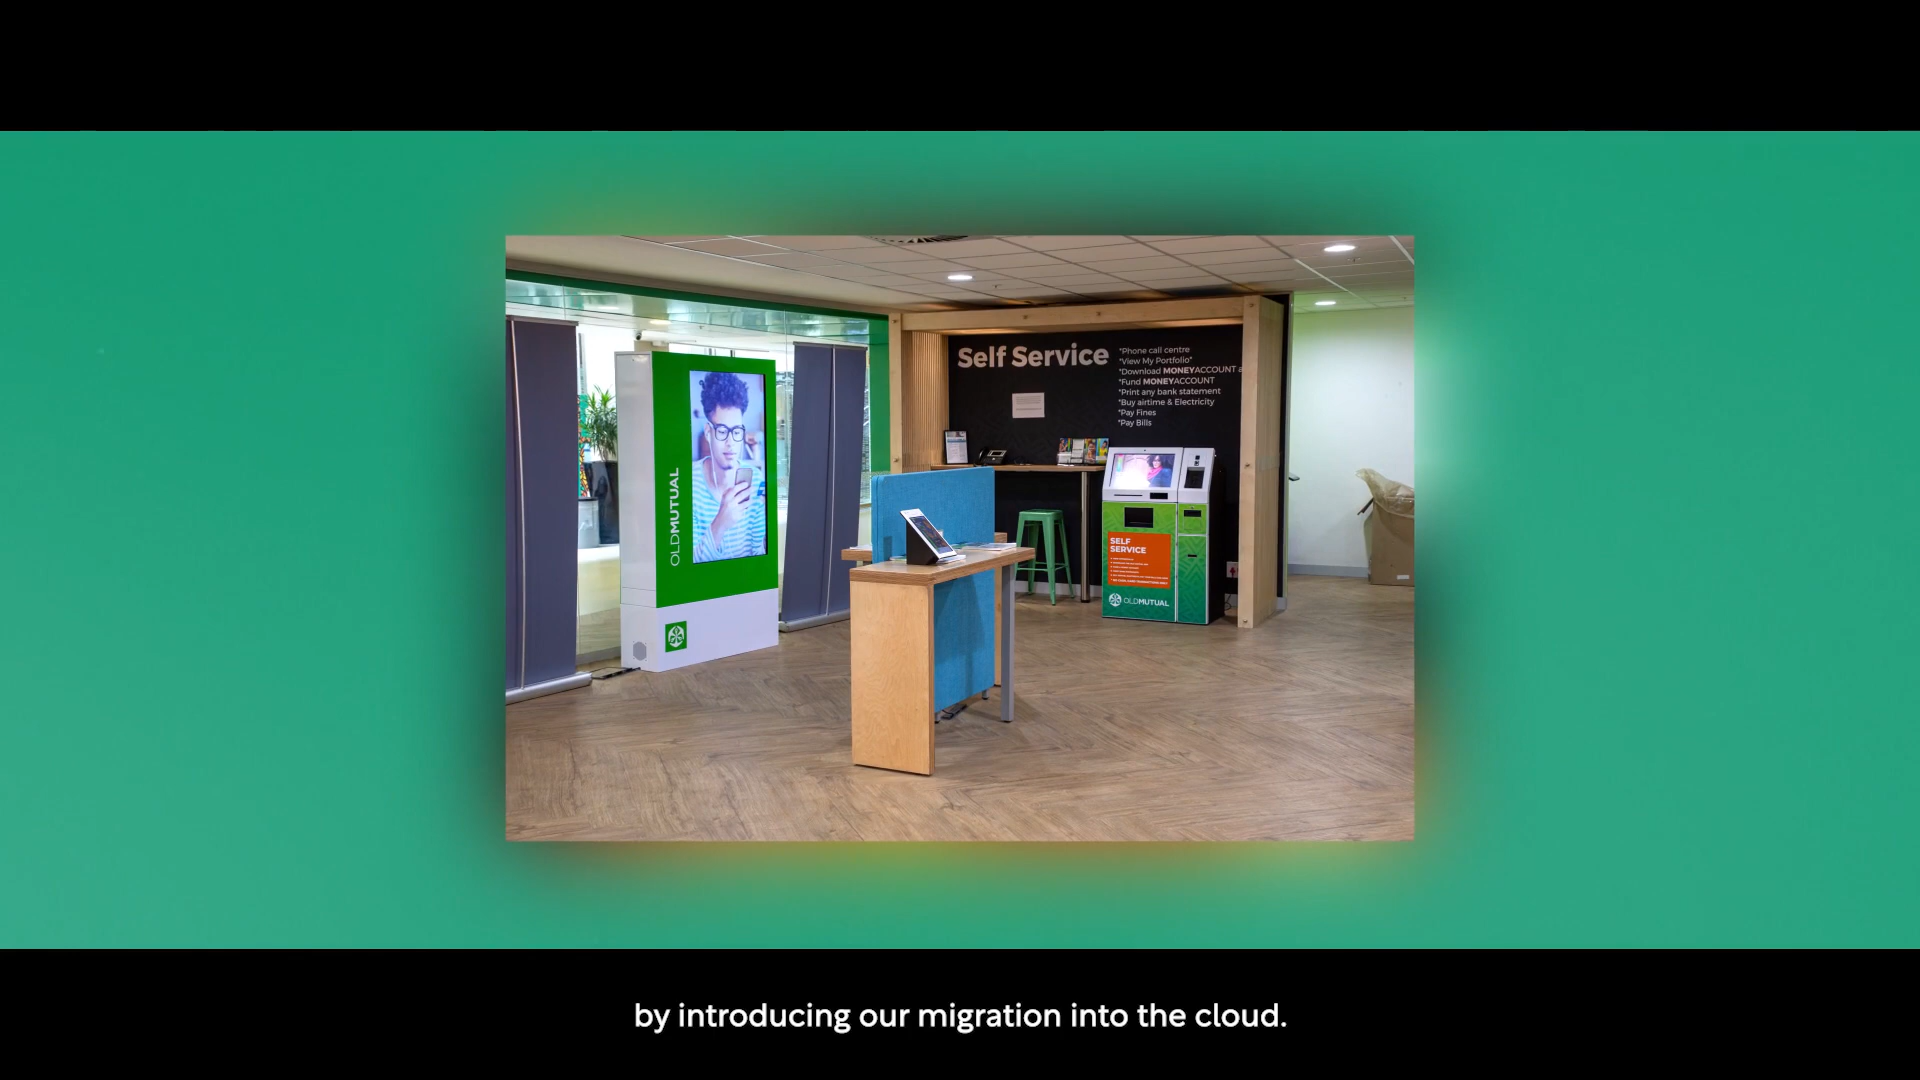 Self Service
*Phone call centre
*View My Portfolio*
*Download MONEYACCOUNT a
*Fund MONEYACCOUNT
*Print any bank statement
*Buy airtime & Electricity
*Pay Fines
*Pay Bills
OLDMUTUAL
SELF
SERVICE
OLDMUTUAL
by introducing our migration into the cloud.